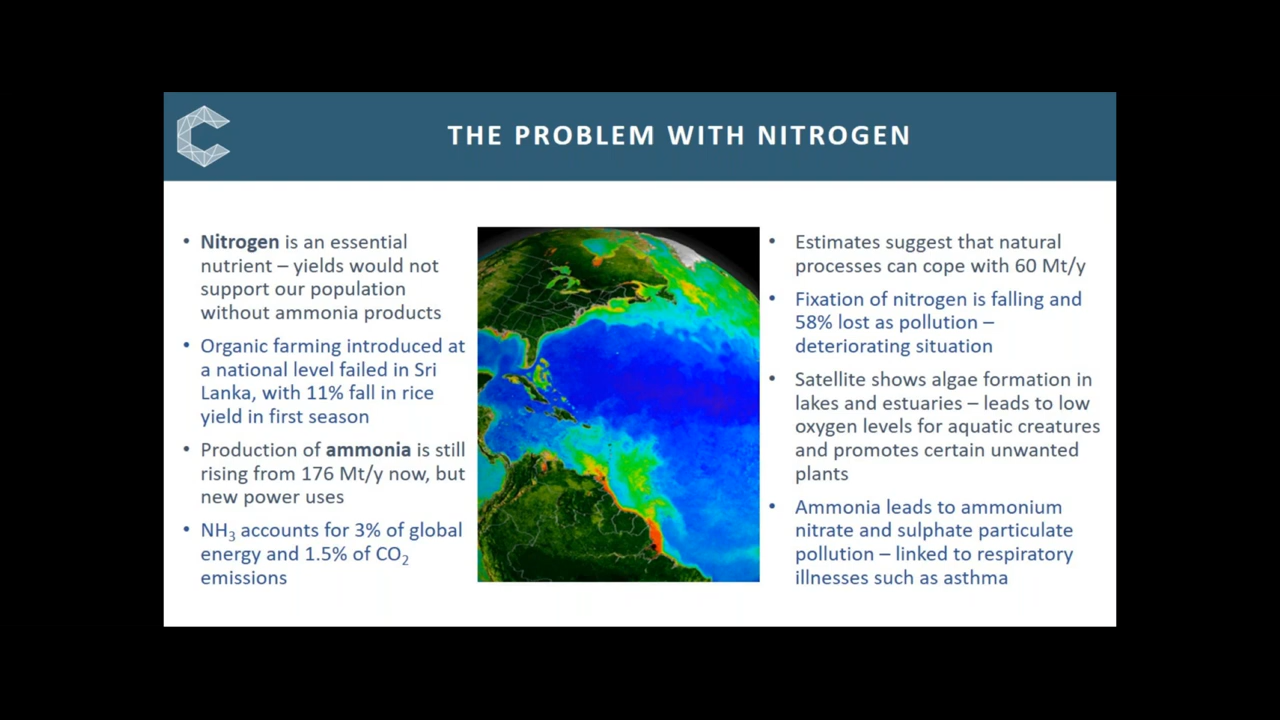 THE PROBLEM WITH NITROGEN
• Nitrogen is an essential
nutrient – yields would not
support our population
without ammonia products
• Organic farming introduced at
a national level failed in Sri
Lanka, with 11% fall in rice
yield in first season
• Production of ammonia is still
rising from 176 Mt/y now, but
new power uses
• NH₃ accounts for 3% of global
energy and 1.5% of CO₂
emissions
• Estimates suggest that natural
processes can cope with 60 Mt/y
• Fixation of nitrogen is falling and
58% lost as pollution –
deteriorating situation
• Satellite shows algae formation in
lakes and estuaries – leads to low
oxygen levels for aquatic creatures
and promotes certain unwanted
plants
• Ammonia leads to ammonium
nitrate and sulphate particulate
pollution – linked to respiratory
illnesses such as asthma